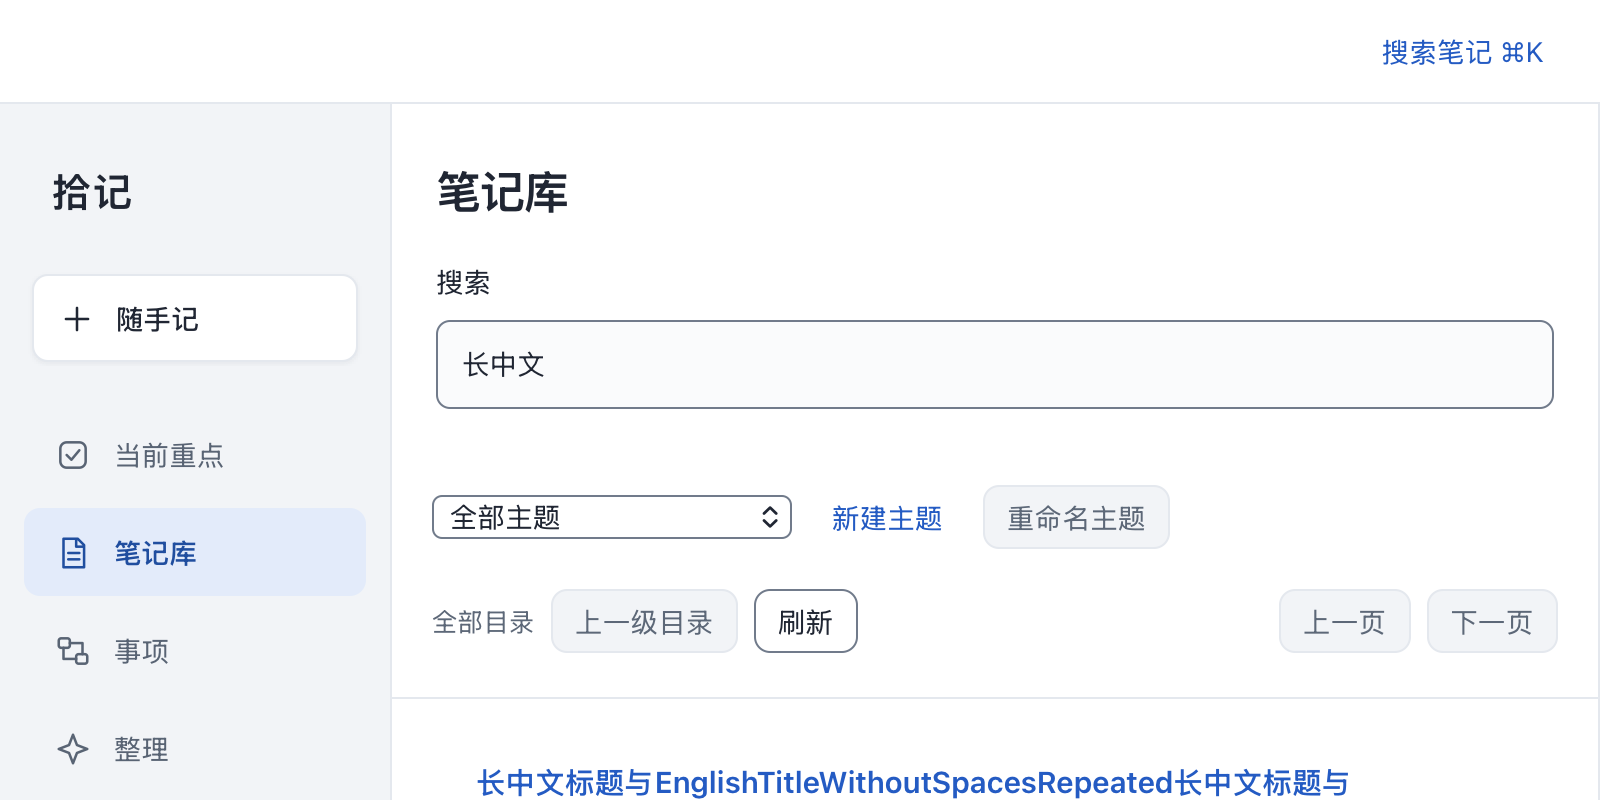 搜索笔记 ⌘K
拾记
随手记
当前重点
笔记库
事项
整理
笔记库
搜索
长中文
全部主题 新建主题 重命名主题
全部目录 上一级目录 刷新 上一页 下一页
长中文标题与EnglishTitleWithoutSpacesRepeated长中文标题与